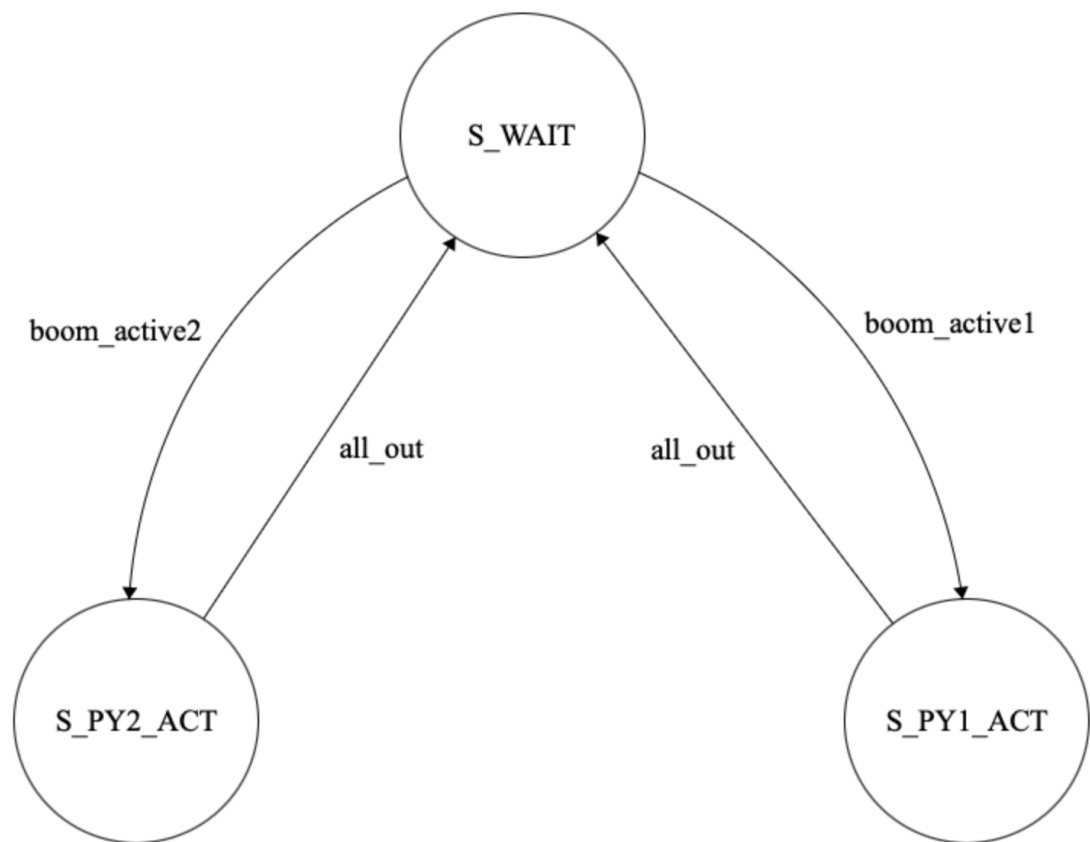 S_WAIT
boom_active2
boom_active1
all_out
all_out
S_PY2_ACT
S_PY1_ACT